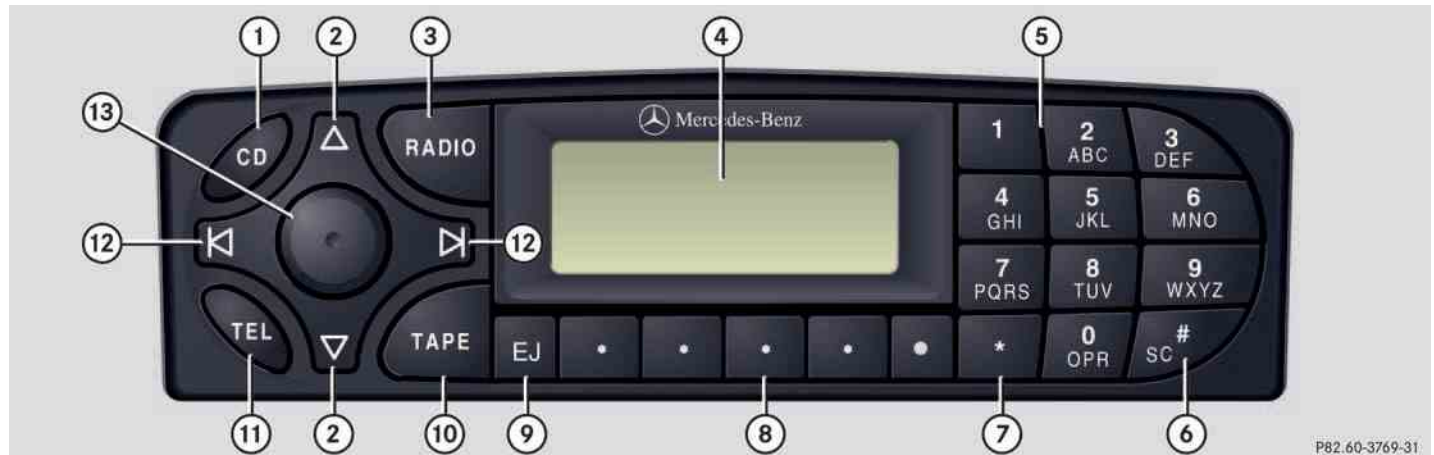 1 2 3 4 5
13
CD
RADIO
Mercedes-Benz
1 2 3
ABC DEF
4 5 6
GHI JKL MNO
12 12
7 8 9
PQRS TUV WXYZ
TEL
TAPE
EJ
* 0 #
OPR SC
11 2 10 9 8 7 6
P82.60-3769-31